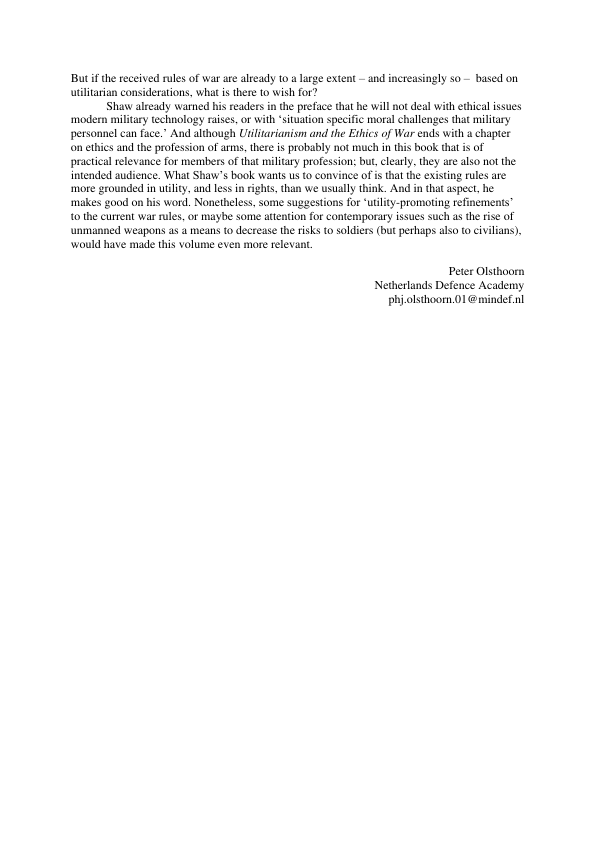 But if the received rules of war are already to a large extent – and increasingly so –  based on
utilitarian considerations, what is there to wish for?
Shaw already warned his readers in the preface that he will not deal with ethical issues
modern military technology raises, or with ‘situation specific moral challenges that military
personnel can face.’ And although Utilitarianism and the Ethics of War ends with a chapter
on ethics and the profession of arms, there is probably not much in this book that is of
practical relevance for members of that military profession; but, clearly, they are also not the
intended audience. What Shaw’s book wants us to convince of is that the existing rules are
more grounded in utility, and less in rights, than we usually think. And in that aspect, he
makes good on his word. Nonetheless, some suggestions for ‘utility-promoting refinements’
to the current war rules, or maybe some attention for contemporary issues such as the rise of
unmanned weapons as a means to decrease the risks to soldiers (but perhaps also to civilians),
would have made this volume even more relevant.
Peter Olsthoorn
Netherlands Defence Academy
phj.olsthoorn.01@mindef.nl